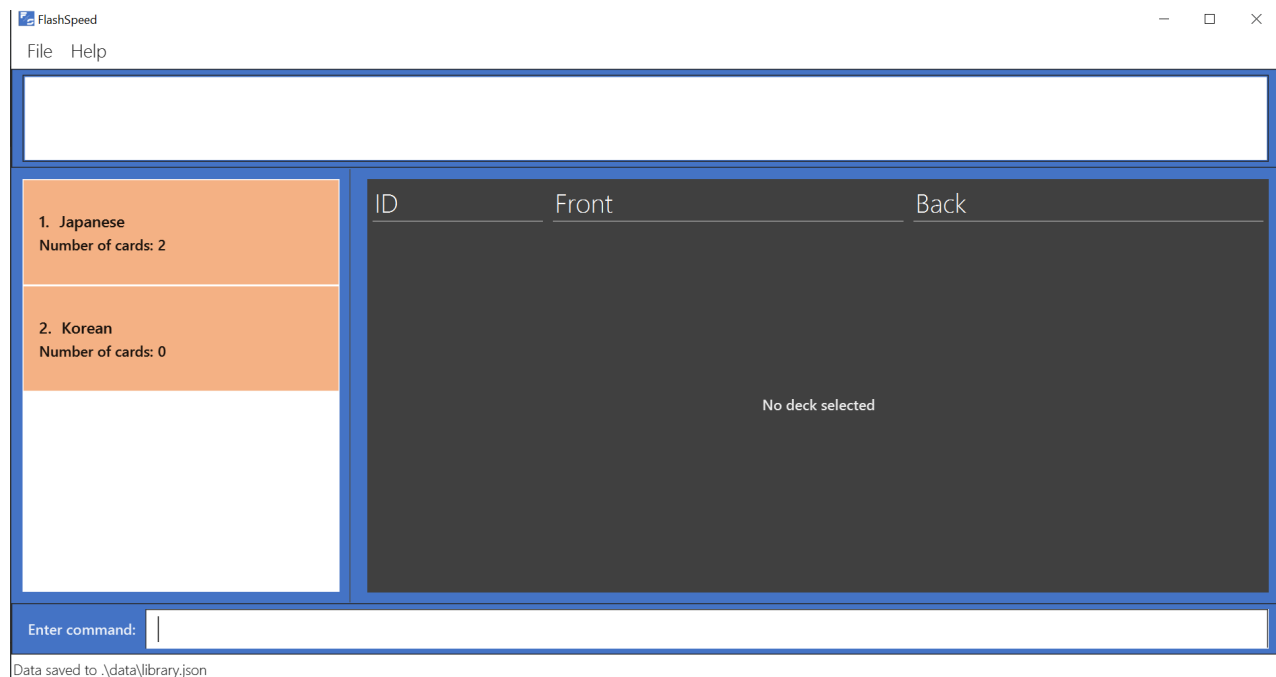 FlashSpeed
File Help
1. Japanese
Number of cards: 2
2. Korean
Number of cards: 0
ID Front Back
No deck selected
Enter command:
Data saved to .\data\library.json